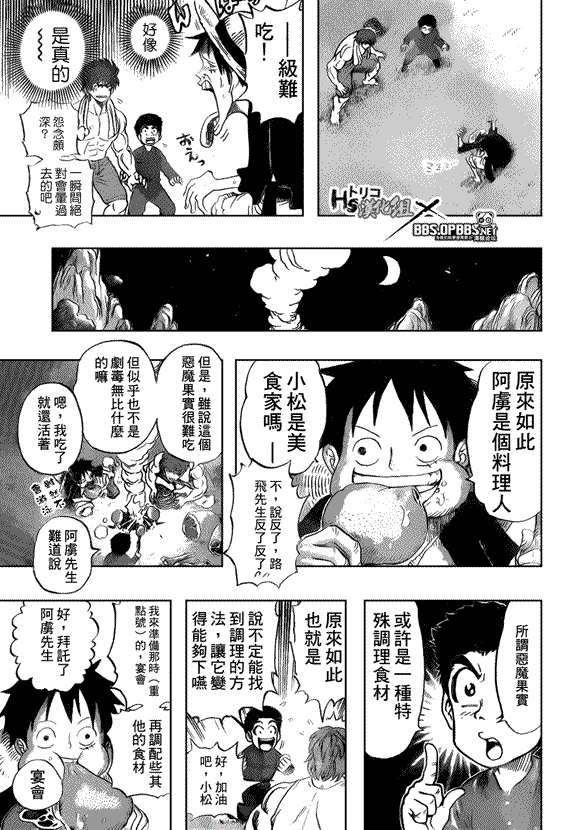 トリコ
HS漢化組
×
BBS.OPBBS.NET
級難
吃！
好像
是真的
怨念頗
深？
一瞬間絕
對會暈過
去的吧
原來如此
阿虜是個料理人
小松是美
食家嗎
不，說反了，路
飛先生反了反了
但是，雖說這個
惡魔果實很難吃
但似乎也不是
劇毒無比什麼
的嘛
嗯，我吃了
就還活著
阿虜先生
難道說
所謂惡魔果實
或許是一種特
殊調理食材
原來如此
也就是
說不定能找
到調理的方
法，讓它變
得能夠下嚥
好，加油
吧，小松
我來準備那時（重
點號）的，宴會
好，拜託了
阿虜先生
再調配些其
他的食材
宴會